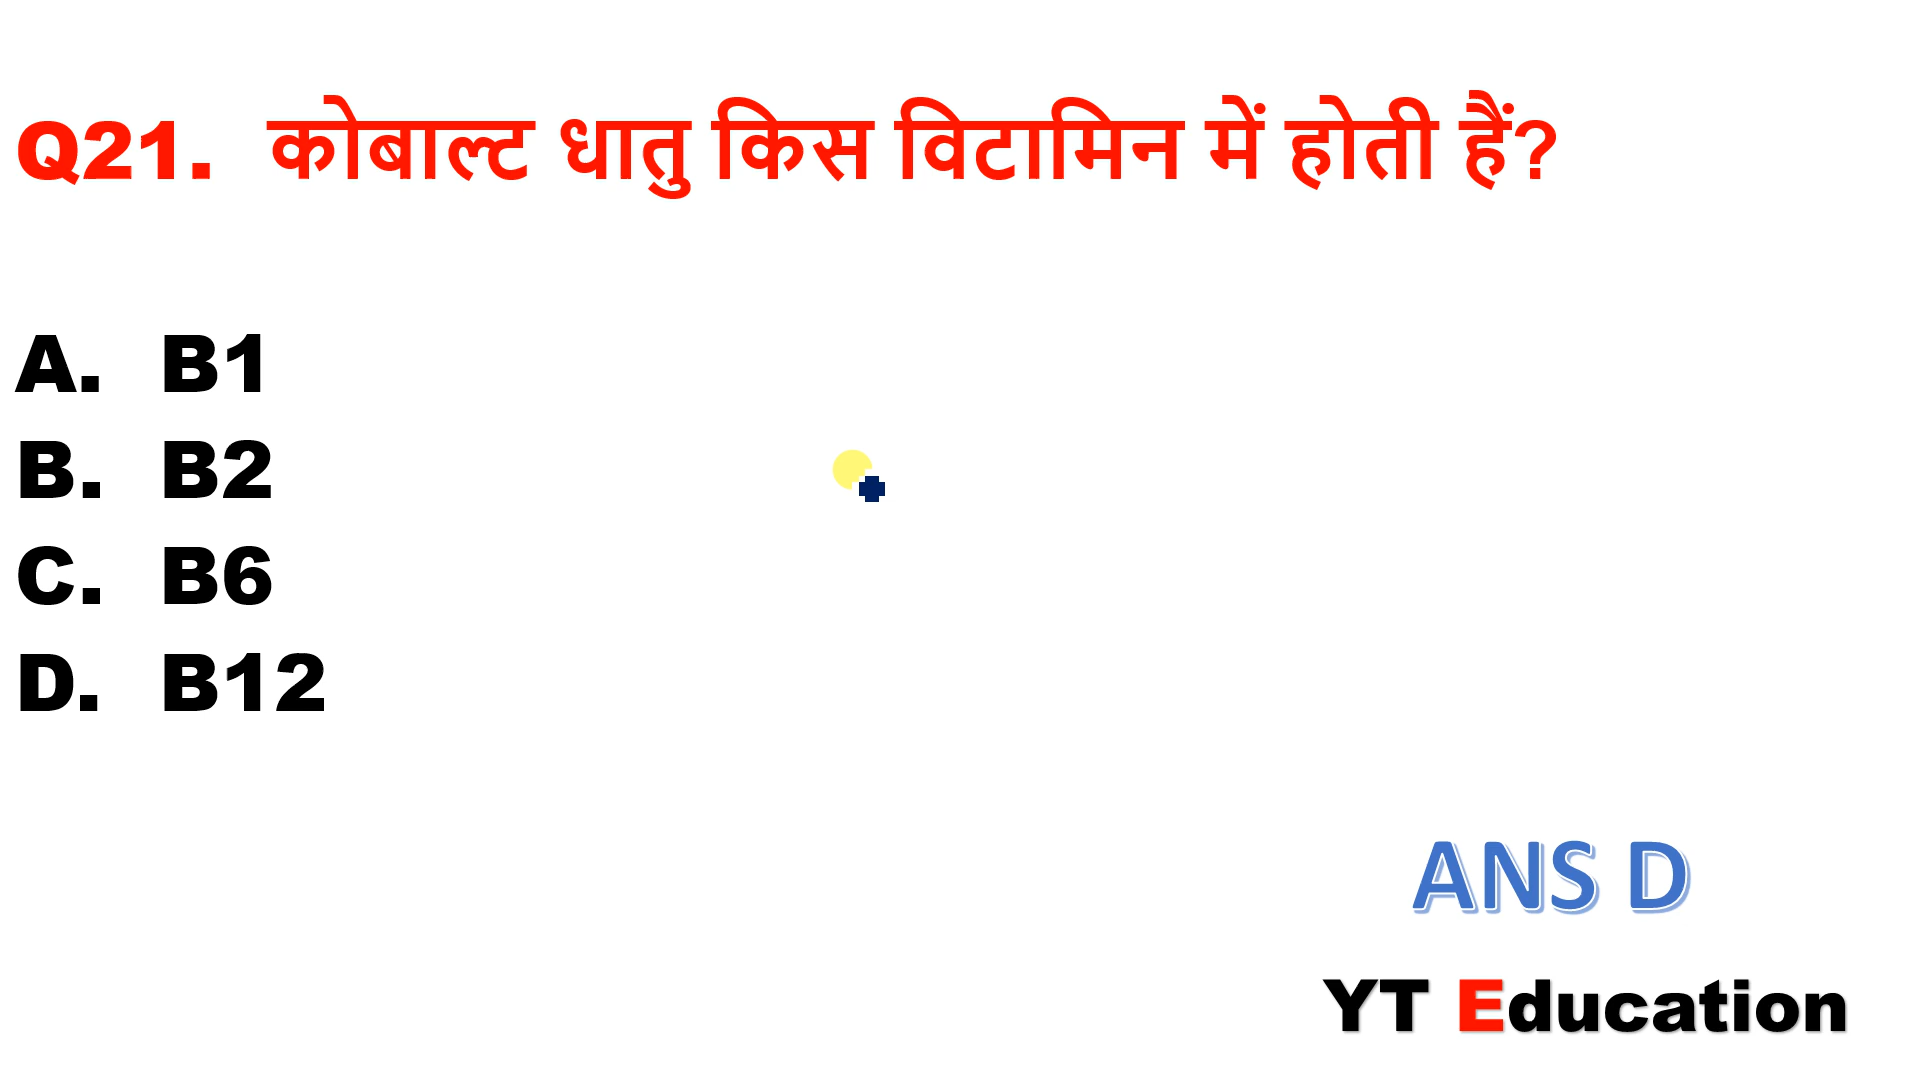 Q21. कोबाल्ट धातु किस विटामिन में होती हैं?
A. B1
B. B2
C. B6
D. B12
ANS D
YT Education